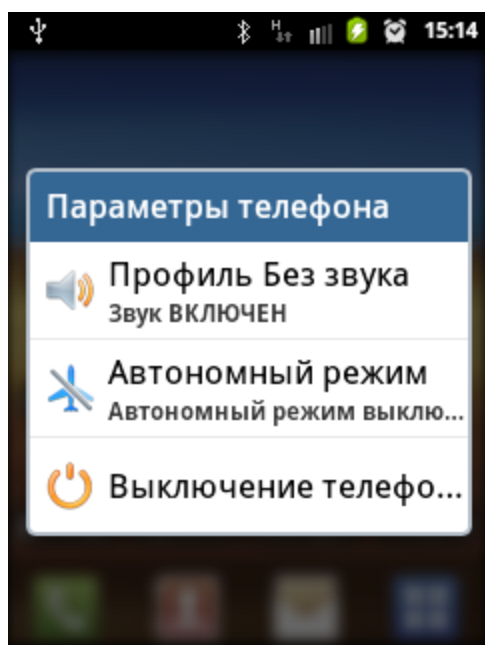 H 15:14
Параметры телефона
Профиль Без звука
Звук ВКЛЮЧЕН
Автономный режим
Автономный режим выклю...
Выключение телефо...